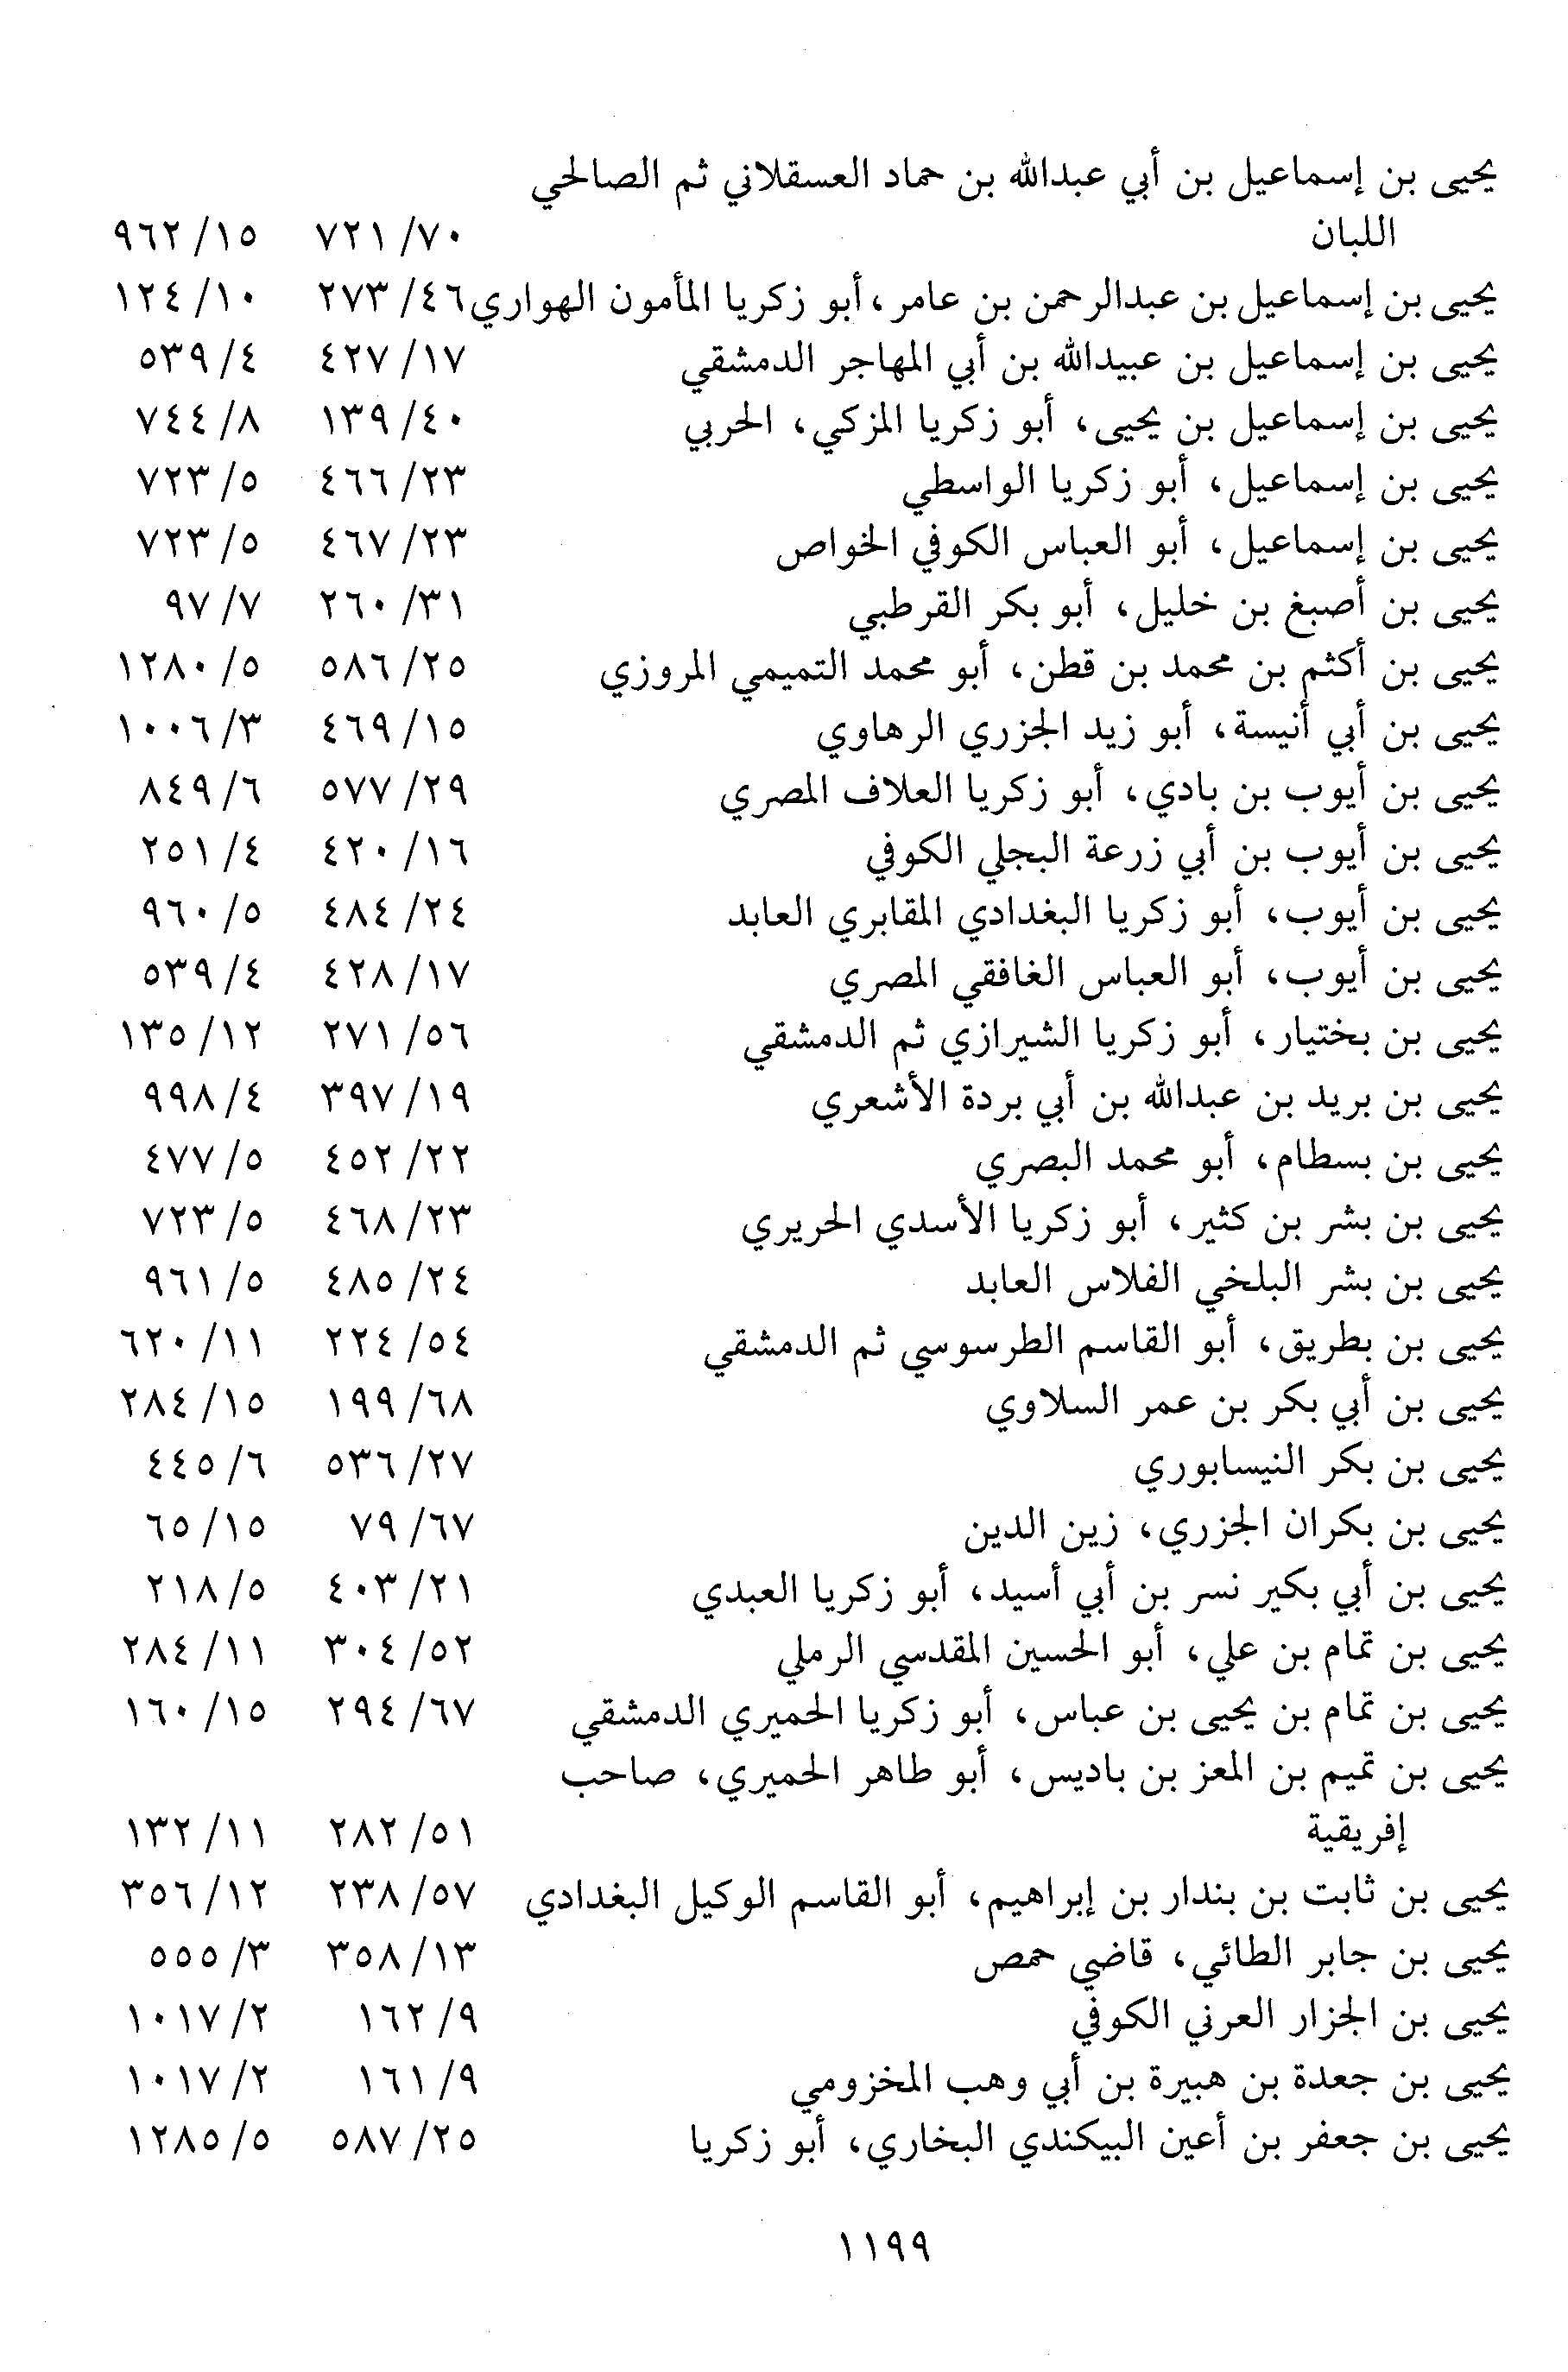 يحيى بن إسماعيل بن أبي عبدالله بن حماد العسقلاني ثم الصالحي
اللبان ٧٠/ ٧٢١ ١٥/ ٩٦٢
يحيى بن إسماعيل بن عبدالرحمن بن عامر، أبو زكريا المأمون الهواري ٤٦/ ٢٧٣ ١٠/ ١٢٤
يحيى بن إسماعيل بن عبيدالله بن أبي المهاجر الدمشقي ١٧/ ٤٢٧ ٤/ ٥٣٩
يحيى بن إسماعيل بن يحيى، أبو زكريا المزكي، الحربي ٤٠/ ١٣٩ ٨/ ٧٤٤
يحيى بن إسماعيل، أبو زكريا الواسطي ٢٣/ ٤٦٦ ٥/ ٧٢٣
يحيى بن إسماعيل، أبو العباس الكوفي الخواص ٢٣/ ٤٦٧ ٥/ ٧٢٣
يحيى بن أصبغ بن خليل، أبو بكر القرطبي ٣١/ ٢٦٠ ٧/ ٩٧
يحيى بن أكثم بن محمد بن قطن، أبو محمد التميمي المروزي ٢٥/ ٥٨٦ ٥/ ١٢٨٠
يحيى بن أبي أنيسة، أبو زيد الجزري الرهاوي ١٥/ ٤٦٩ ٣/ ١٠٠٦
يحيى بن أيوب بن بادي، أبو زكريا العلاف المصري ٢٩/ ٥٧٧ ٦/ ٨٤٩
يحيى بن أيوب بن أبي زرعة البجلي الكوفي ١٦/ ٤٢٠ ٤/ ٢٥١
يحيى بن أيوب، أبو زكريا البغدادي المقابري العابد ٢٤/ ٤٨٤ ٥/ ٩٦٠
يحيى بن أيوب، أبو العباس الغافقي المصري ١٧/ ٤٢٨ ٤/ ٥٣٩
يحيى بن بختيار، أبو زكريا الشيرازي ثم الدمشقي ٥٦/ ٢٧١ ١٢/ ١٣٥
يحيى بن بريد بن عبدالله بن أبي بردة الأشعري ١٩/ ٣٩٧ ٤/ ٩٩٨
يحيى بن بسطام، أبو محمد البصري ٢٢/ ٤٥٢ ٥/ ٤٧٧
يحيى بن بشر بن كثير، أبو زكريا الأسدي الحريري ٢٣/ ٤٦٨ ٥/ ٧٢٣
يحيى بن بشر البلخي الفلاس العابد ٢٤/ ٤٨٥ ٥/ ٩٦١
يحيى بن بطريق، أبو القاسم الطرسوسي ثم الدمشقي ٥٤/ ٢٢٤ ١١/ ٦٢٠
يحيى بن أبي بكر بن عمر السلاوي ٦٨/ ١٩٩ ١٥/ ٢٨٤
يحيى بن بكر النيسابوري ٢٧/ ٥٣٦ ٦/ ٤٤٥
يحيى بن بكران الجزري، زين الدين ٦٧/ ٧٩ ١٥/ ٦٥
يحيى بن أبي بكير نسر بن أبي أسيد، أبو زكريا العبدي ٢١/ ٤٠٣ ٥/ ٢١٨
يحيى بن تمام بن علي، أبو الحسين المقدسي الرملي ٥٢/ ٣٠٤ ١١/ ٢٨٤
يحيى بن تمام بن يحيى بن عباس، أبو زكريا الحميري الدمشقي ٦٧/ ٢٩٤ ١٥/ ١٦٠
يحيى بن تميم بن المعز بن باديس، أبو طاهر الحميري، صاحب
إفريقية ٥١/ ٢٨٢ ١١/ ١٣٢
يحيى بن ثابت بن بندار بن إبراهيم، أبو القاسم الوكيل البغدادي ٥٧/ ٢٣٨ ١٢/ ٣٥٦
يحيى بن جابر الطائي، قاضي حمص ١٣/ ٣٥٨ ٣/ ٥٥٥
يحيى بن الجزار العرني الكوفي ٩/ ١٦٢ ٢/ ١٠١٧
يحيى بن جعدة بن هبيرة بن أبي وهب المخزومي ٩/ ١٦١ ٢/ ١٠١٧
يحيى بن جعفر بن أعين البيكندي البخاري، أبو زكريا ٢٥/ ٥٨٧ ٥/ ١٢٨٥
١١٩٩